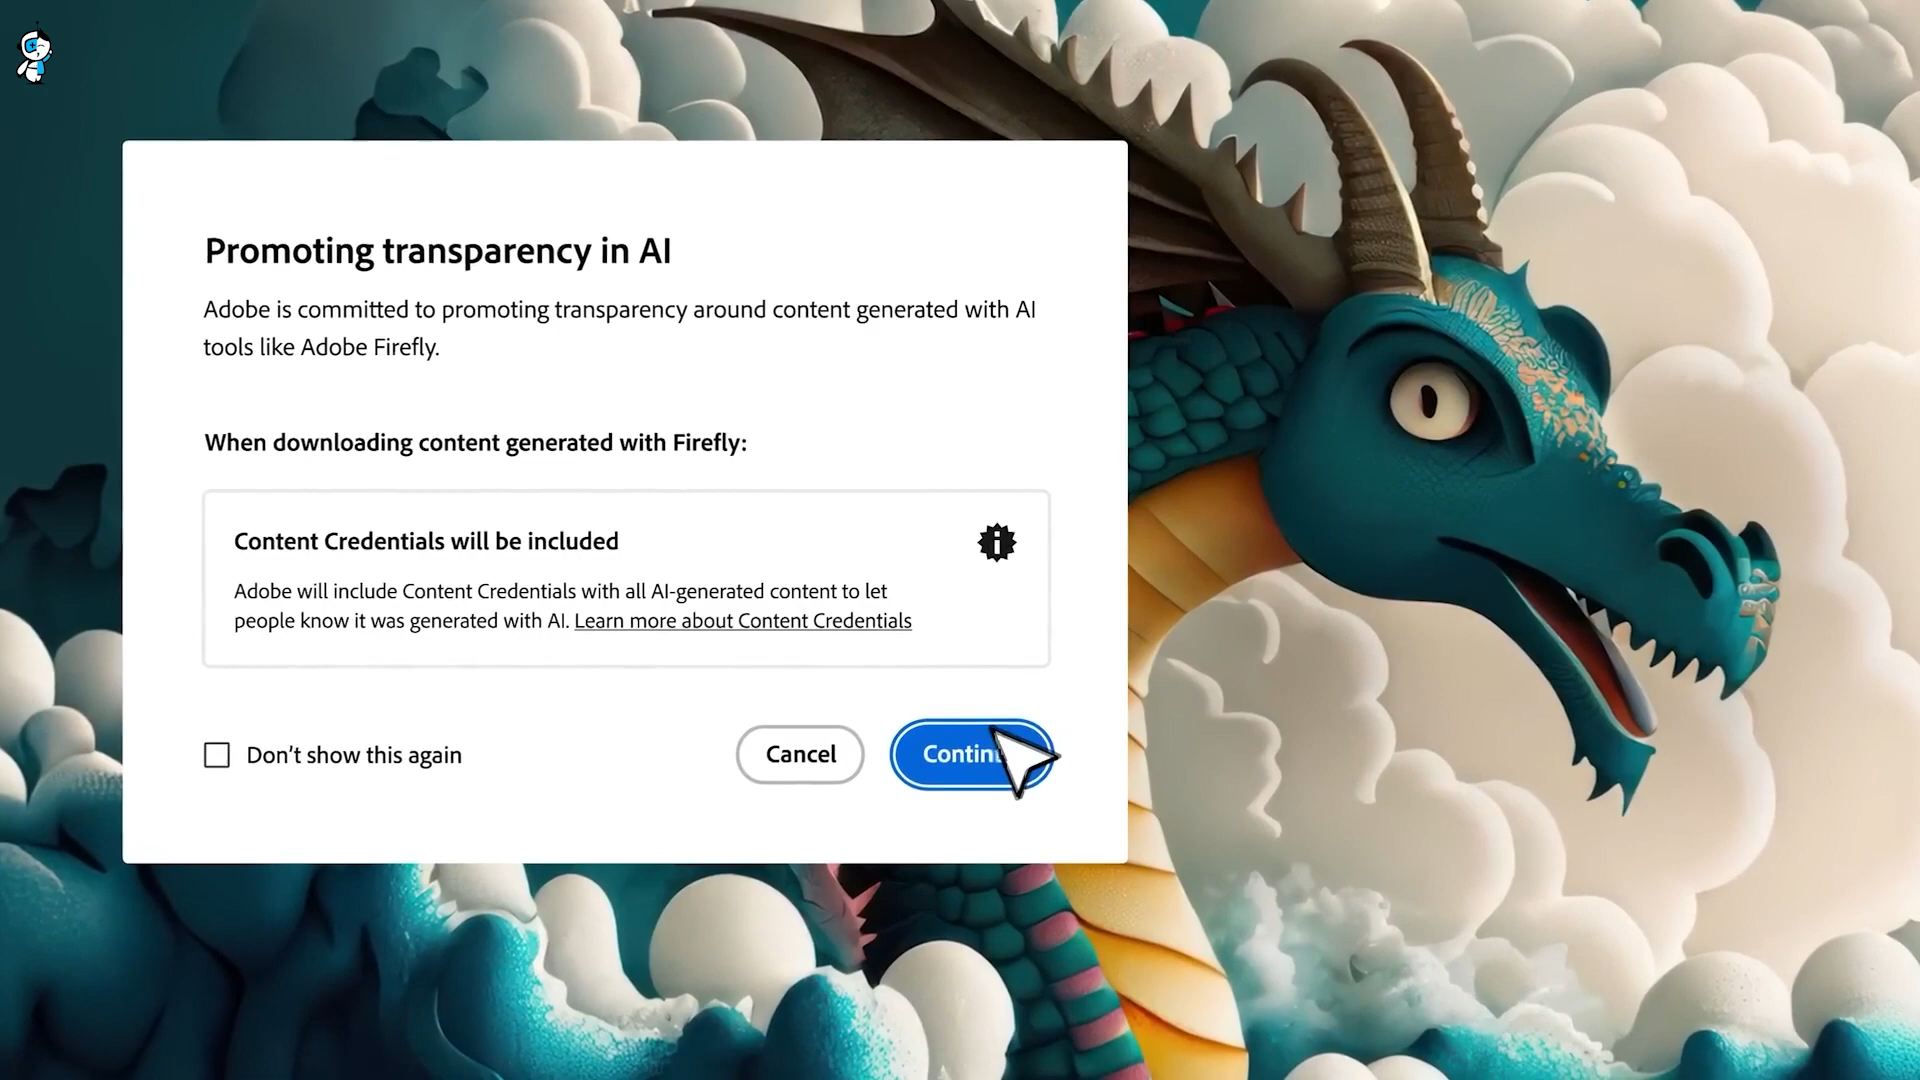 Promoting transparency in AI
Adobe is committed to promoting transparency around content generated with AI
tools like Adobe Firefly.
When downloading content generated with Firefly:
Content Credentials will be included
Adobe will include Content Credentials with all AI-generated content to let
people know it was generated with AI. Learn more about Content Credentials
Don't show this again
Cancel